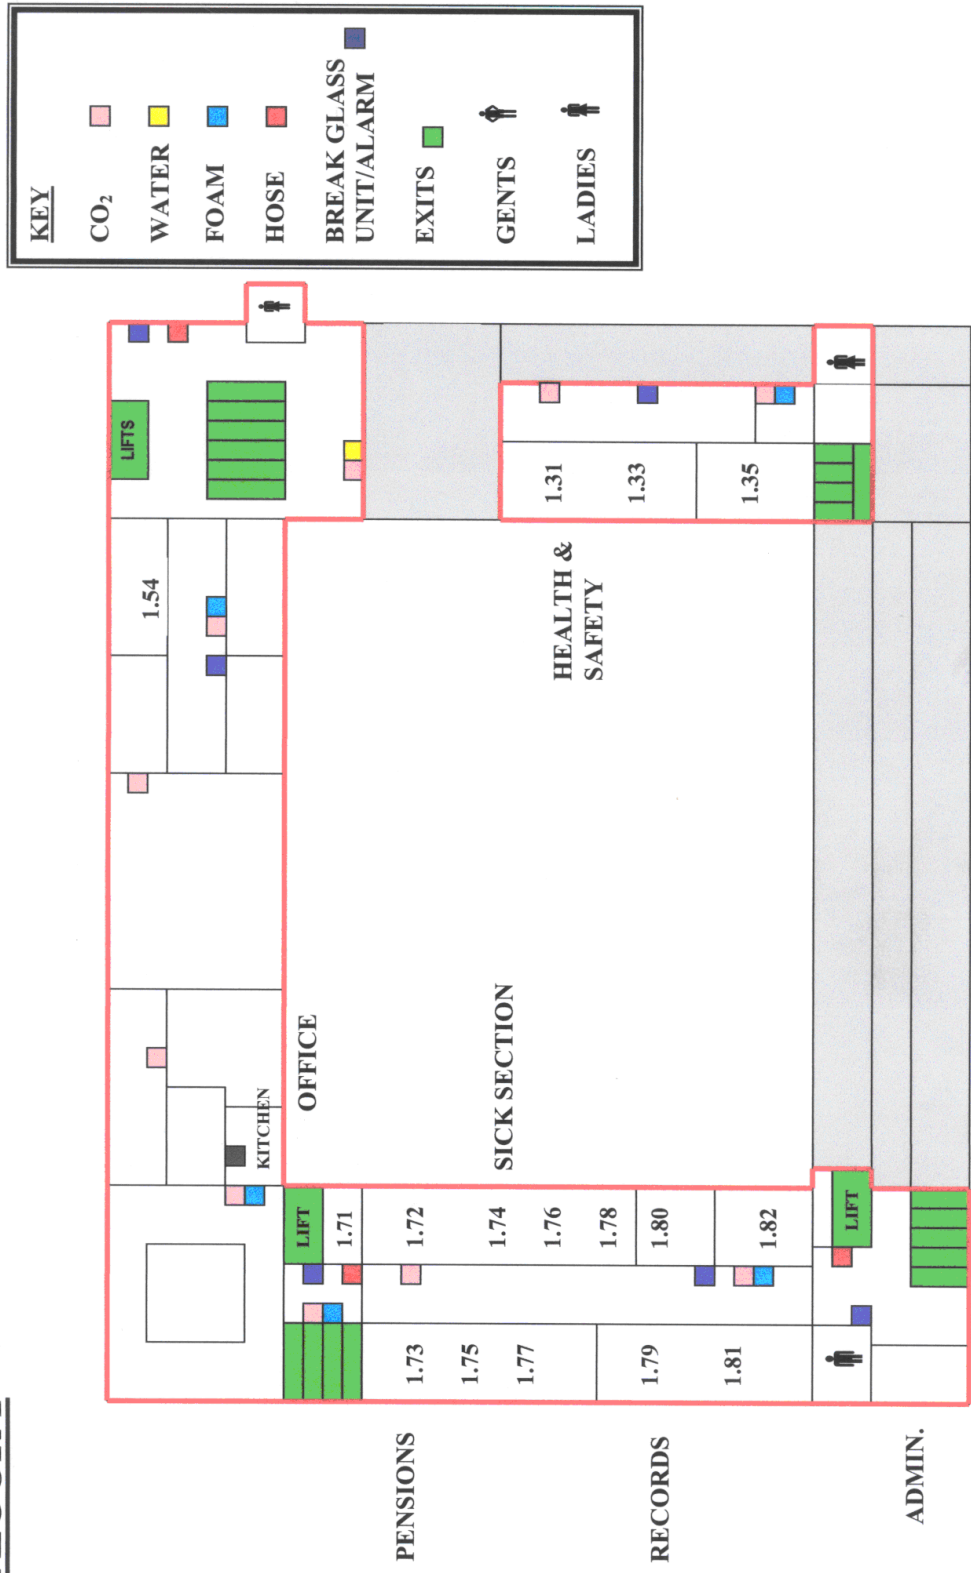 KEY
CO₂
WATER
FOAM
HOSE
BREAK GLASS
UNIT/ALARM
EXITS
GENTS
LADIES
LIFTS
1.54
1.31
1.33
1.35
HEALTH &
SAFETY
OFFICE
KITCHEN
SICK SECTION
LIFT
1.71
1.72
1.74
1.76
1.78
1.80
1.82
LIFT
1.73
1.75
1.77
1.79
1.81
PENSIONS
RECORDS
ADMIN.